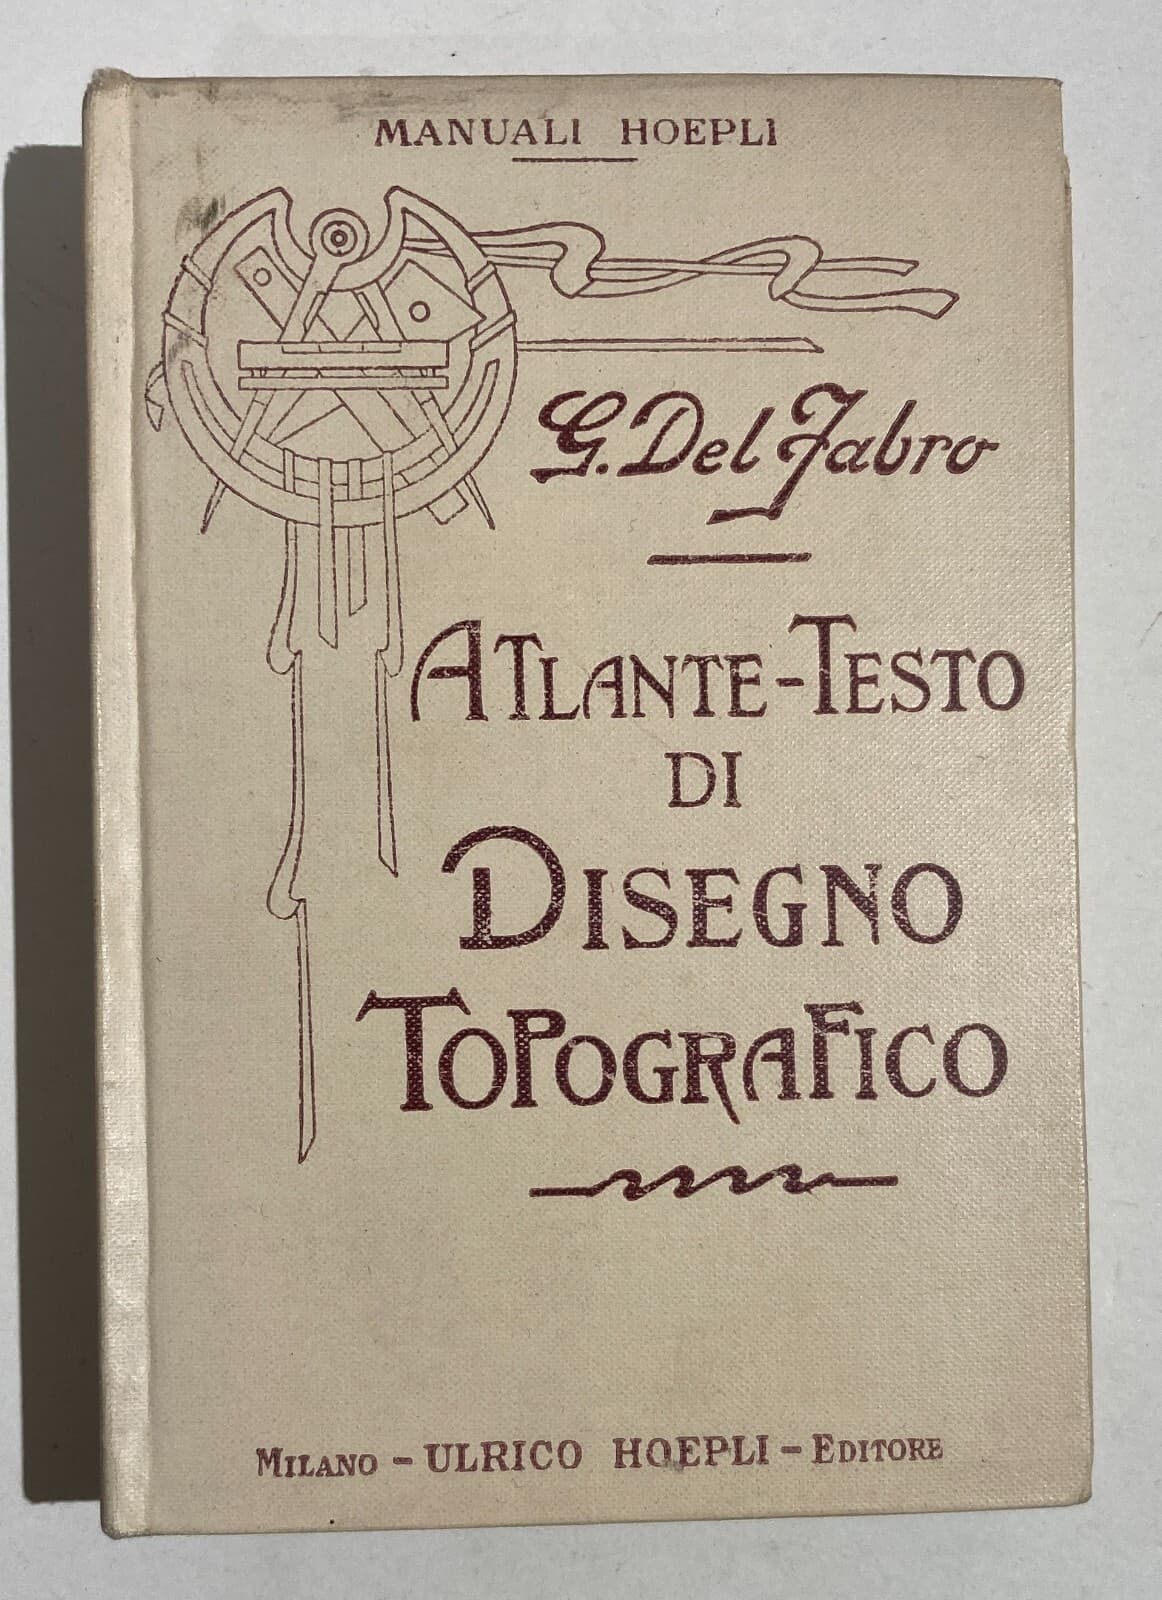 MANUALI HOEPLI
G. Del Fabro
ATLANTE-TESTO
DI
DISEGNO
TOPOGRAFICO
MILANO - ULRICO HOEPLI - EDITORE